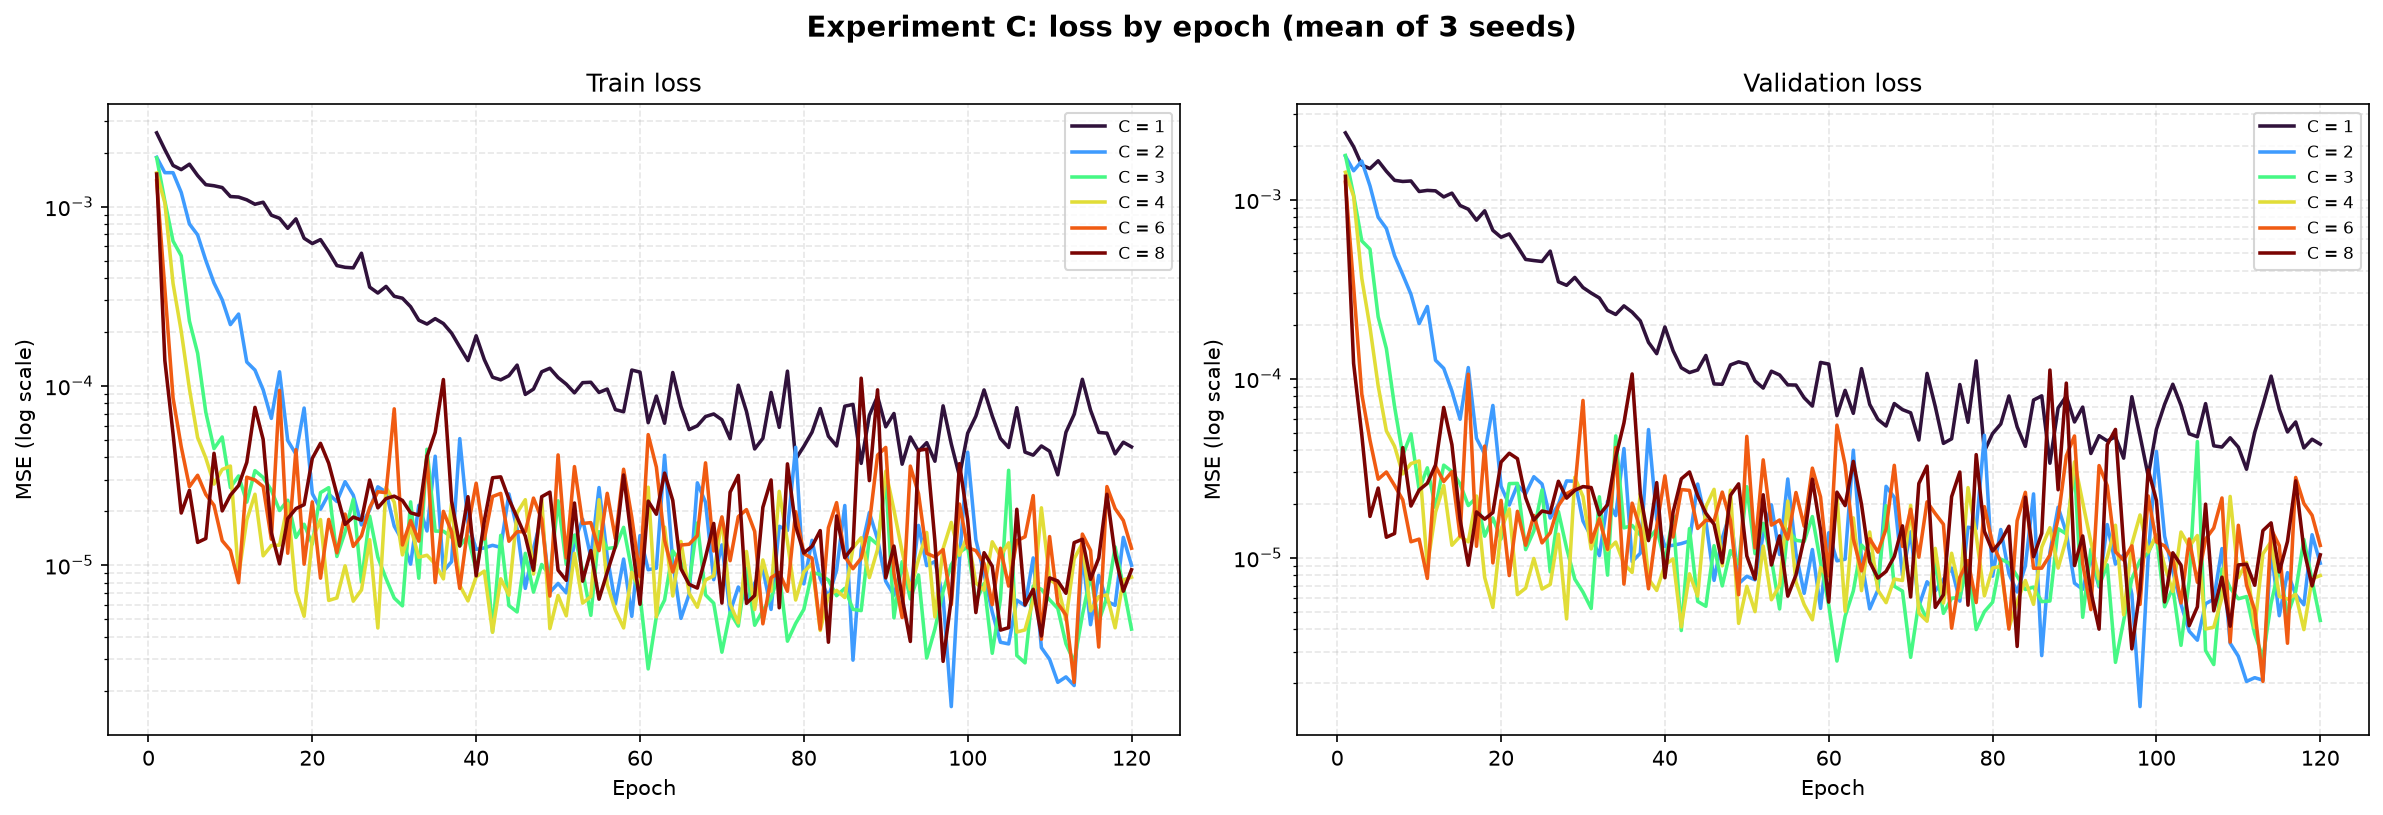 Experiment C: loss by epoch (mean of 3 seeds)
Train loss
MSE (log scale)
10⁻³
10⁻⁴
10⁻⁵
0 20 40 60 80 100 120
Epoch
C = 1
C = 2
C = 3
C = 4
C = 6
C = 8
Validation loss
MSE (log scale)
10⁻³
10⁻⁴
10⁻⁵
0 20 40 60 80 100 120
Epoch
C = 1
C = 2
C = 3
C = 4
C = 6
C = 8